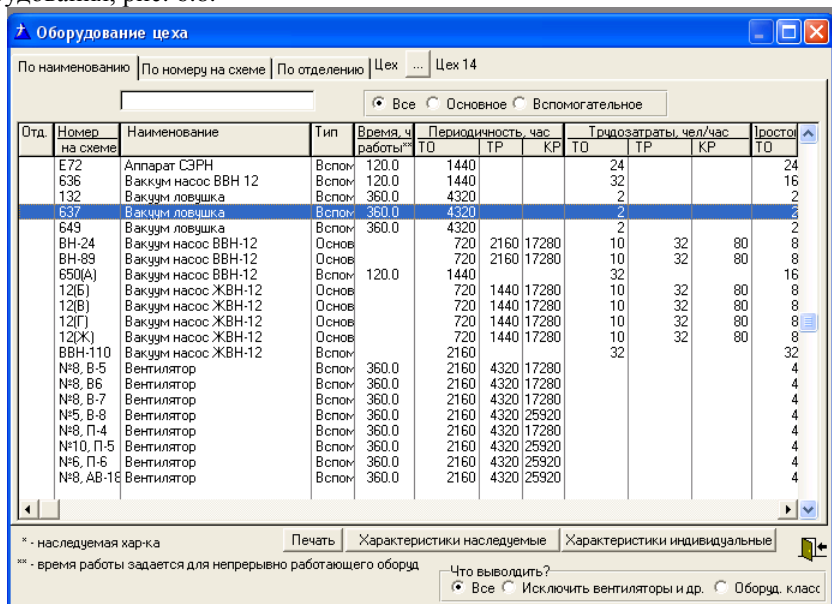 Оборудование цеха
По наименованию По номеру на схеме По отделению Цех ... Цех 14
Все Основное Вспомогательное
Отд. Номер Наименование Тип Время, ч Периодичность, час Трудозатраты, чел/час
на схеме работы** ТО ТР КР ТО ТР КР ТО
E72 Аппарат СЭРН Вспом 120.0 1440 24 24
636 Ваккум насос ВВН 12 Вспом 120.0 1440 32 16
132 Вакуум ловушка Вспом 360.0 4320 2 2
637 Вакуум ловушка Вспом 360.0 4320 2 2
649 Вакуум ловушка Вспом 360.0 4320 2 2
ВН-24 Вакуум насос ВВН-12 Основ 720 2160 17280 10 32 80 8
ВН-89 Вакуум насос ВВН-12 Основ 720 2160 17280 10 32 80 8
650(А) Вакуум насос ВВН-12 Вспом 120.0 1440 32 16
12(Б) Вакуум насос ЖВН-12 Основ 720 1440 17280 10 32 80 8
12(В) Вакуум насос ЖВН-12 Основ 720 1440 17280 10 32 80 8
12(Г) Вакуум насос ЖВН-12 Основ 720 1440 17280 10 32 80 8
12(Ж) Вакуум насос ЖВН-12 Основ 720 1440 17280 10 32 80 8
ВВН-110 Вакуум насос ЖВН-12 Вспом 2160 32 32
№8, В-5 Вентилятор Вспом 360.0 2160 4320 17280 4
№8, В6 Вентилятор Вспом 360.0 2160 4320 17280 4
№8, В-7 Вентилятор Вспом 360.0 2160 4320 17280 4
№5, В-8 Вентилятор Вспом 360.0 2160 4320 25920 4
№8, П-4 Вентилятор Вспом 360.0 2160 4320 17280 4
№10, П-5 Вентилятор Вспом 360.0 2160 4320 25920 4
№6, П-6 Вентилятор Вспом 360.0 2160 4320 25920 4
№8, АВ-18 Вентилятор Вспом 360.0 2160 4320 25920 4
* - наследуемая хар-ка Печать Характеристики наследуемые Характеристики индивидуальные
** - время работы задается для непрерывно работающего оборуд
Что выволдить?
Все Исключить вентиляторы и др. Оборуд. класс